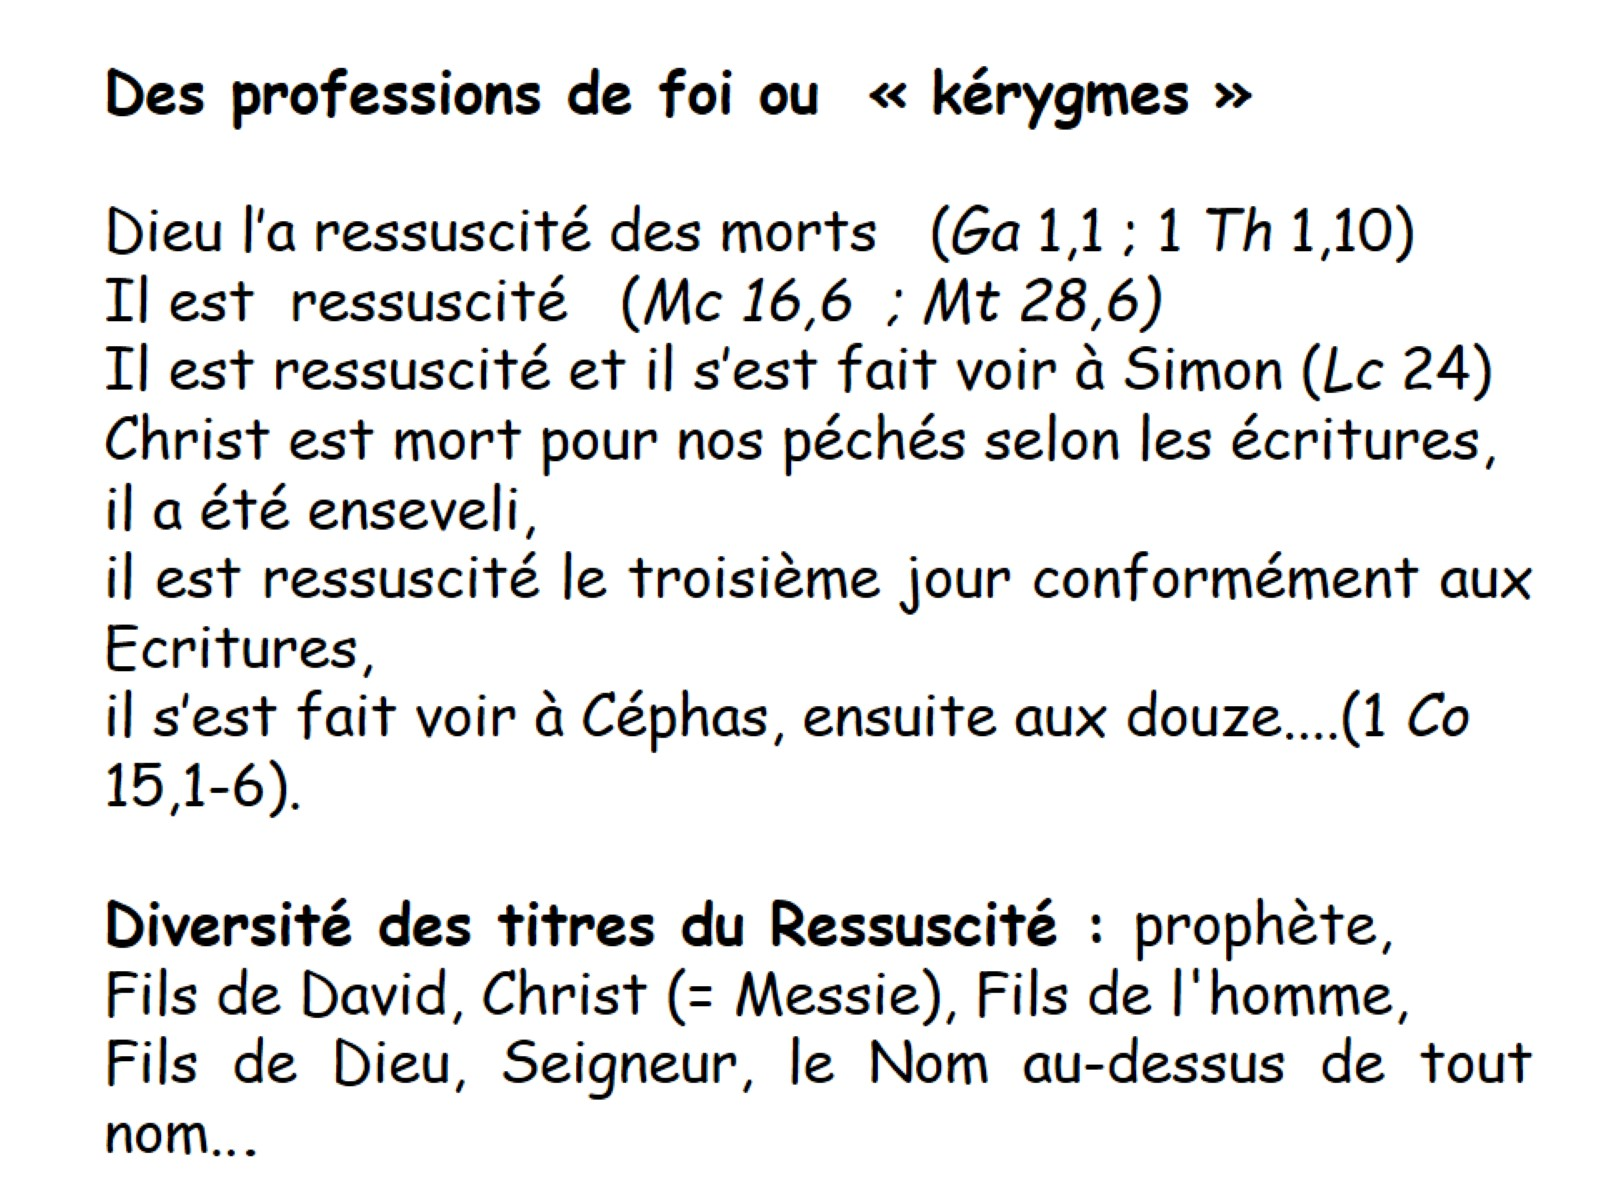 Des professions de foi ou « kérygmes »
Dieu l’a ressuscité des morts (Ga 1,1 ; 1 Th 1,10)
Il est ressuscité (Mc 16,6 ; Mt 28,6)
Il est ressuscité et il s’est fait voir à Simon (Lc 24)
Christ est mort pour nos péchés selon les écritures,
il a été enseveli,
il est ressuscité le troisième jour conformément aux
Ecritures,
il s’est fait voir à Céphas, ensuite aux douze....(1 Co
15,1-6).
Diversité des titres du Ressuscité : prophète,
Fils de David, Christ (= Messie), Fils de l'homme,
Fils de Dieu, Seigneur, le Nom au-dessus de tout
nom...